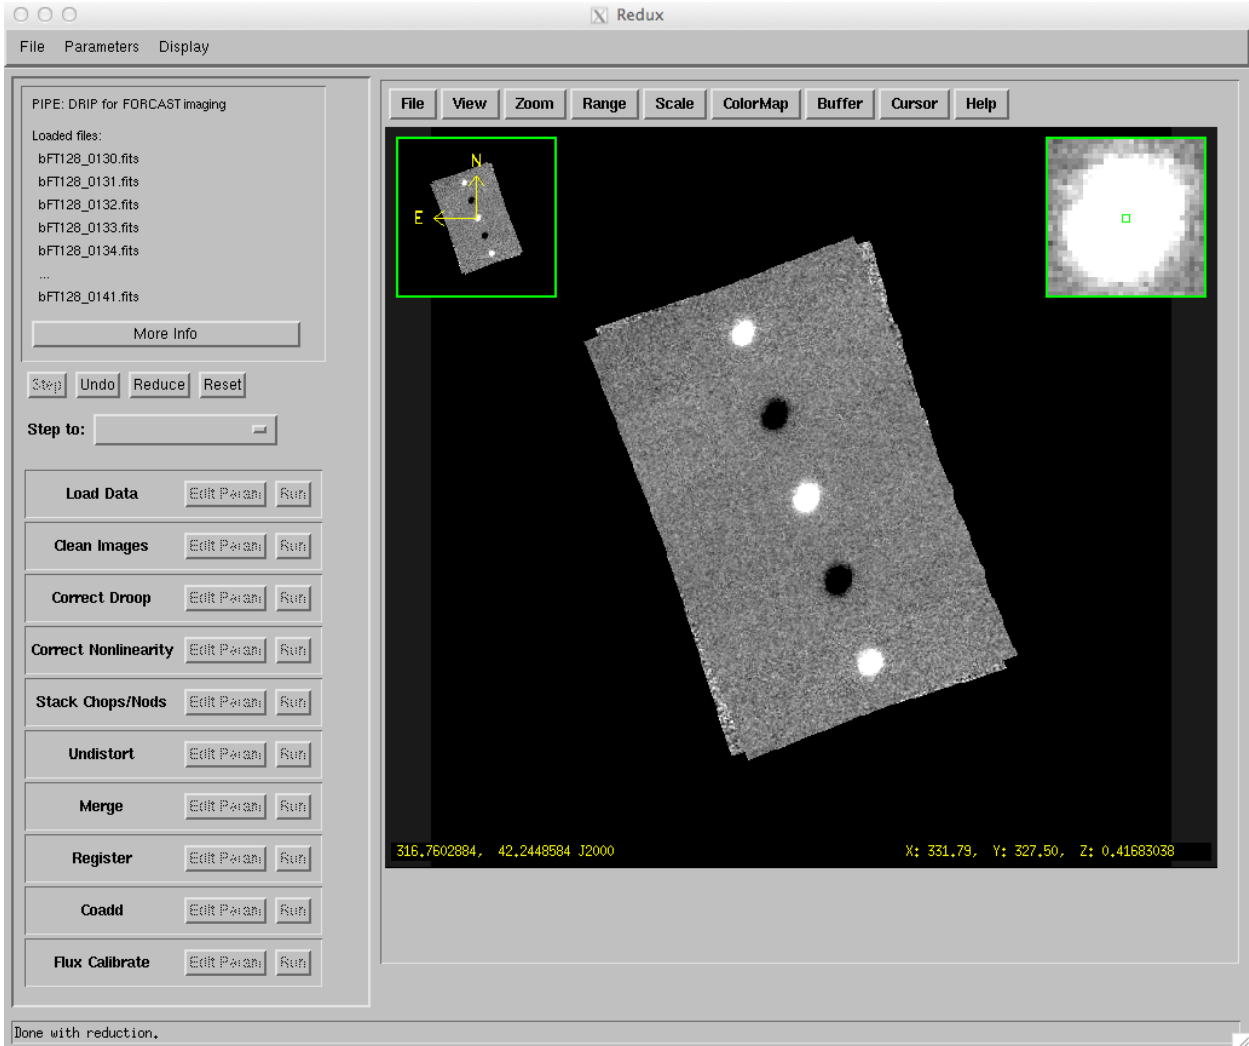 Redux
File Parameters Display
PIPE: DRIP for FORCAST imaging
Loaded files:
bFT128_0130.fits
bFT128_0131.fits
bFT128_0132.fits
bFT128_0133.fits
bFT128_0134.fits
...
bFT128_0141.fits
More Info
Step Undo Reduce Reset
Step to:
Load Data Edit Param Run
Clean Images Edit Param Run
Correct Droop Edit Param Run
Correct Nonlinearity Edit Param Run
Stack Chops/Nods Edit Param Run
Undistort Edit Param Run
Merge Edit Param Run
Register Edit Param Run
Coadd Edit Param Run
Flux Calibrate Edit Param Run
File View Zoom Range Scale ColorMap Buffer Cursor Help
N
E
316.7602884, 42.2448584 J2000 X: 331.79, Y: 327.50, Z: 0.41683038
Done with reduction.